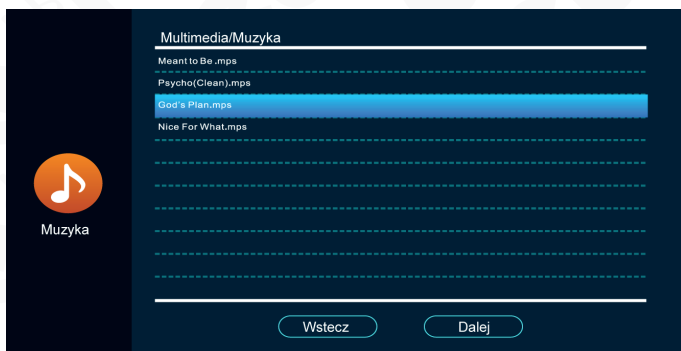 Multimedia/Muzyka
Meant to Be .mps
Psycho(Clean).mps
God's Plan.mps
Nice For What.mps
Muzyka
Wstecz
Dalej